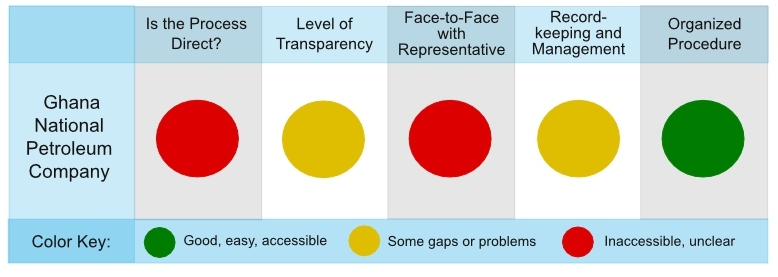 Is the Process
Direct?
Level of
Transparency
Face-to-Face
with
Representative
Record-
keeping and
Management
Organized
Procedure
Ghana
National
Petroleum
Company
Color Key:
Good, easy, accessible
Some gaps or problems
Inaccessible, unclear